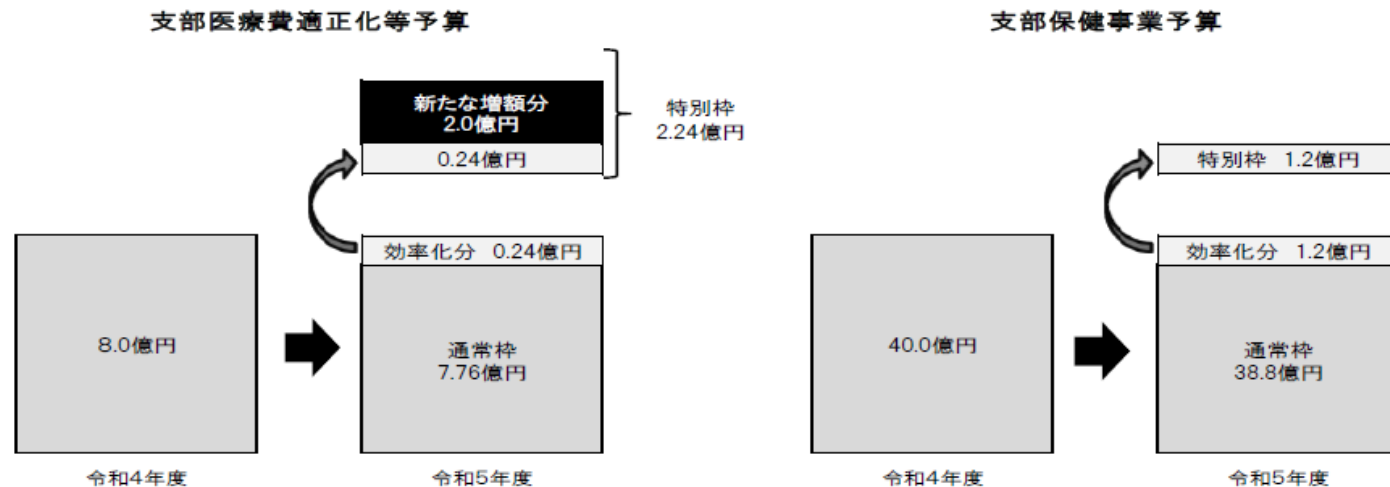 支部医療費適正化等予算
新たな増額分
2.0億円
0.24億円
特別枠
2.24億円
効率化分 0.24億円
8.0億円
通常枠
7.76億円
令和4年度
令和5年度
支部保健事業予算
特別枠 1.2億円
効率化分 1.2億円
40.0億円
通常枠
38.8億円
令和4年度
令和5年度